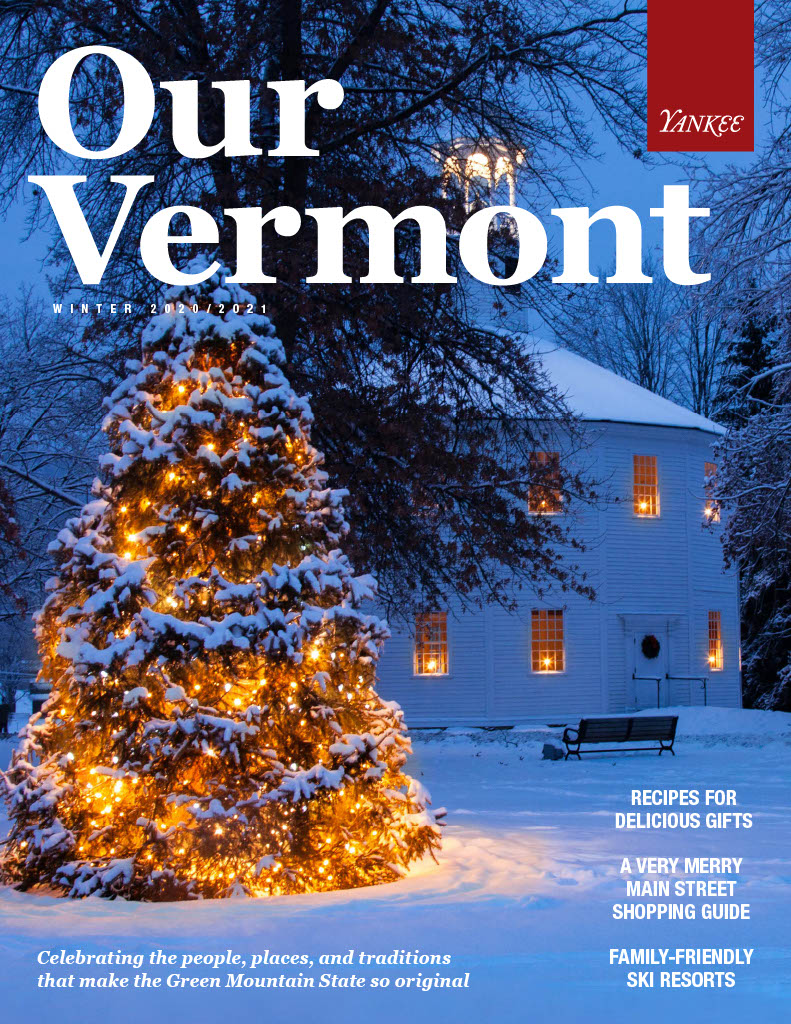 Our
YANKEE
Vermont
WINTER 2020/2021
RECIPES FOR
DELICIOUS GIFTS
A VERY MERRY
MAIN STREET
SHOPPING GUIDE
FAMILY-FRIENDLY
SKI RESORTS
Celebrating the people, places, and traditions
that make the Green Mountain State so original